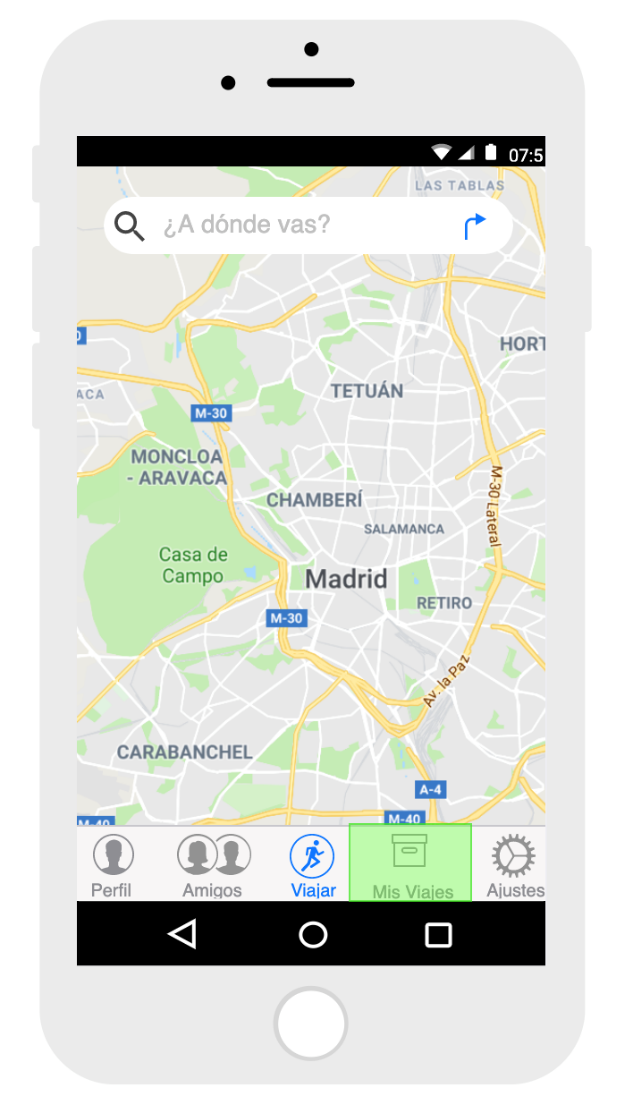 07:5
LAS TABLAS
¿A dónde vas?
HORT
ACA
TETUÁN
M-30
MONCLOA
- ARAVACA
CHAMBERÍ
M-30 Lateral
SALAMANCA
Casa de
Campo
Madrid
RETIRO
M-30
Av. la Paz
CARABANCHEL
A-4
M-40
M-40
Perfil
Amigos
Viajar
Mis Viajes
Ajustes